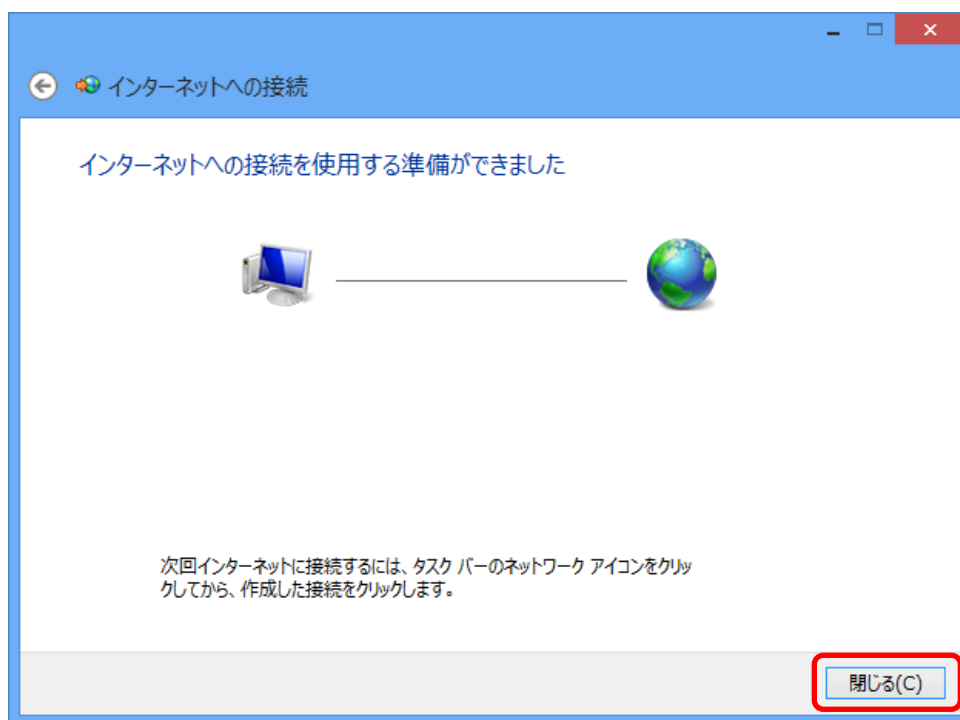 インターネットへの接続
インターネットへの接続を使用する準備ができました
次回インターネットに接続するには、タスク バーのネットワーク アイコンをクリッ
クしてから、作成した接続をクリックします。
閉じる(C)